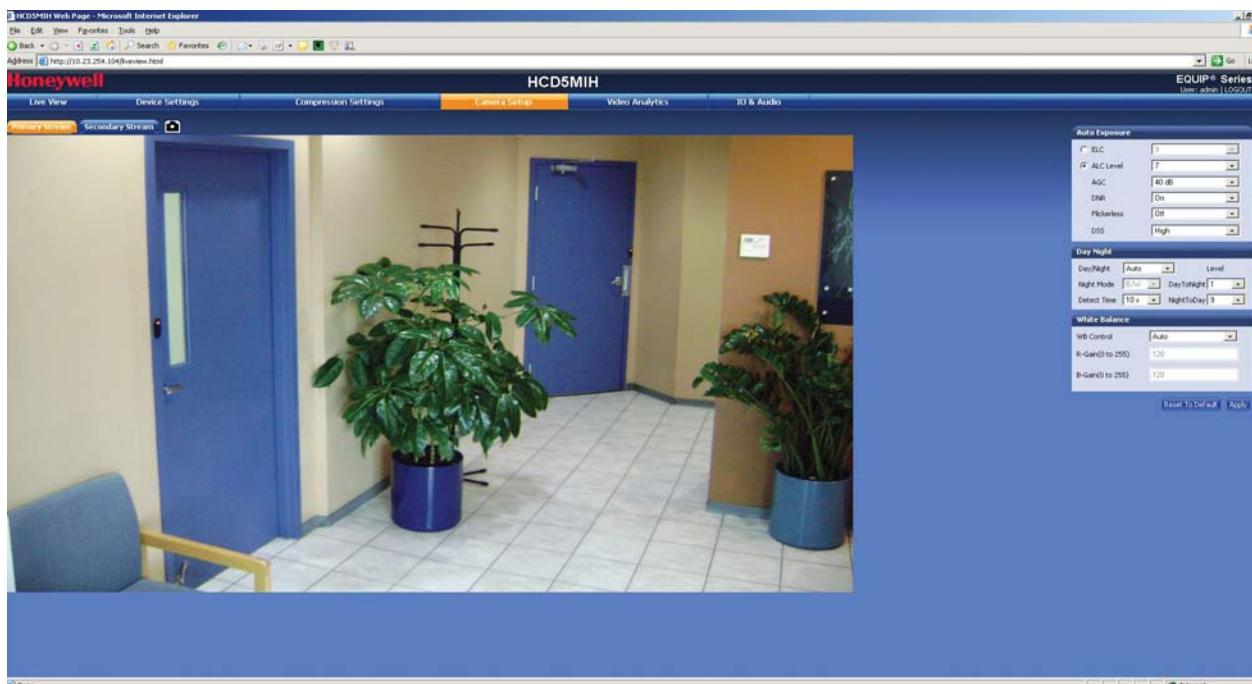 HCD5MIH Web Page - Microsoft Internet Explorer
File Edit View Favorites Tools Help
Back Search Favorites
Address http://10.23.254.104/liveview.html Go
Honeywell HCD5MIH EQUIP® Series
User: admin | LOGOUT
Live View Device Settings Compression Settings Camera Setup Video Analytics IO & Audio
Primary Stream Secondary Stream
Auto Exposure
ELC 9
ALC Level 7
AGC 40 dB
DNR On
Flickerless Off
DSS High
Day Night
Day/Night Auto Level
Night Mode B/W DayToNight 1
Detect Time 10 s NightToDay 9
White Balance
WB Control Auto
R-Gain(0 to 255) 128
B-Gain(0 to 255) 128
Reset To Default Apply